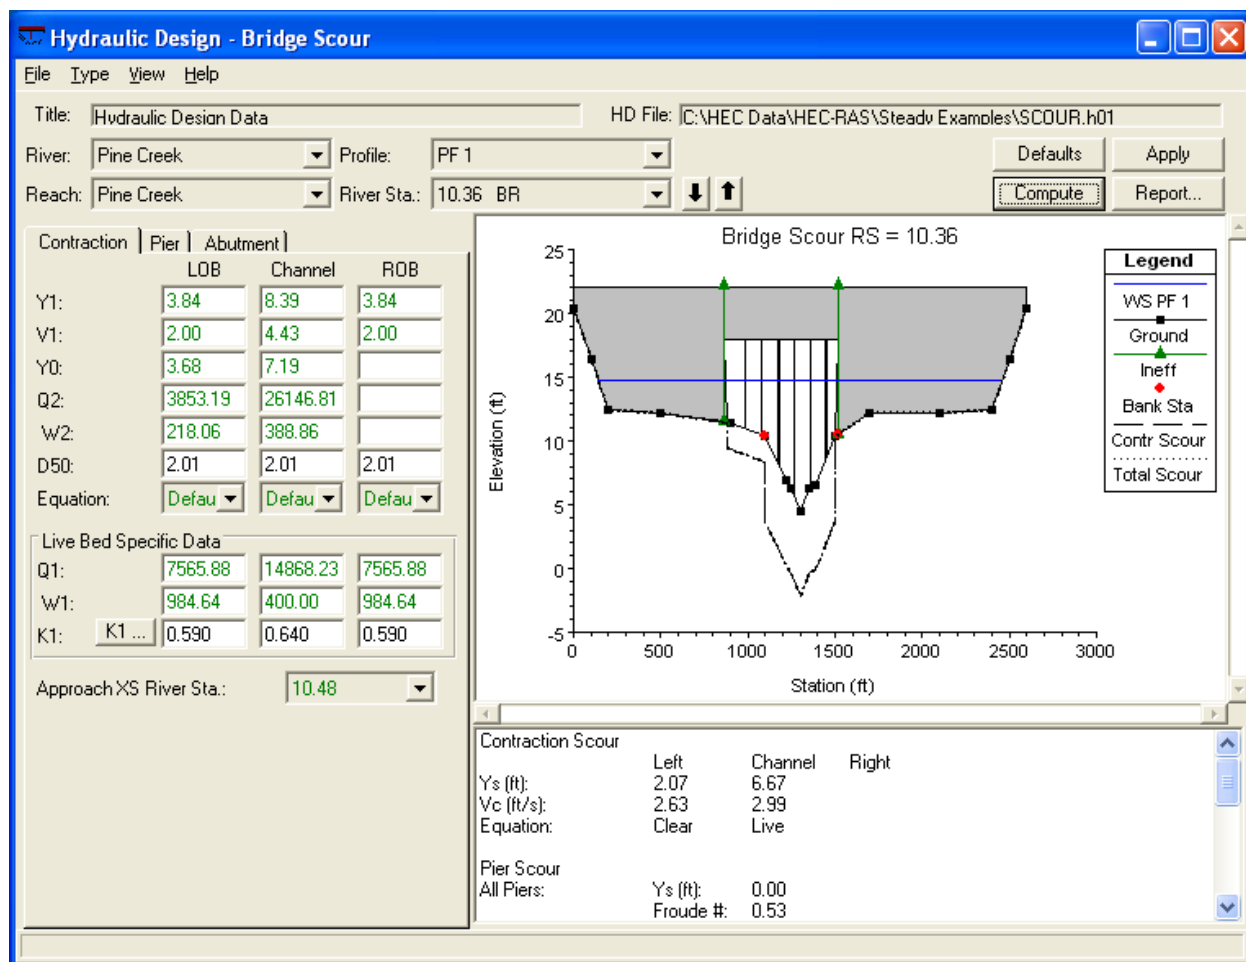 Hydraulic Design - Bridge Scour
File Type View Help
Title: Hydraulic Design Data HD File: C:\HEC Data\HEC-RAS\Steady Examples\SCOUR.h01
River: Pine Creek Profile: PF 1 Defaults Apply
Reach: Pine Creek River Sta.: 10.36 BR Compute Report...
Contraction Pier Abutment
LOB Channel ROB
Y1: 3.84 8.39 3.84
V1: 2.00 4.43 2.00
Y0: 3.68 7.19
Q2: 3853.19 26146.81
W2: 218.06 388.86
D50: 2.01 2.01 2.01
Equation: Defau Defau Defau
Live Bed Specific Data
Q1: 7565.88 14868.23 7565.88
W1: 984.64 400.00 984.64
K1: K1 ... 0.590 0.640 0.590
Approach XS River Sta.: 10.48
Bridge Scour RS = 10.36
25
20
15
10
5
0
-5
Elevation (ft)
0 500 1000 1500 2000 2500 3000
Station (ft)
Legend
WS PF 1
Ground
Ineff
Bank Sta
Contr Scour
Total Scour
Contraction Scour
Left Channel Right
Ys (ft): 2.07 6.67
Vc (ft/s): 2.63 2.99
Equation: Clear Live
Pier Scour
All Piers: Ys (ft): 0.00
Froude #: 0.53